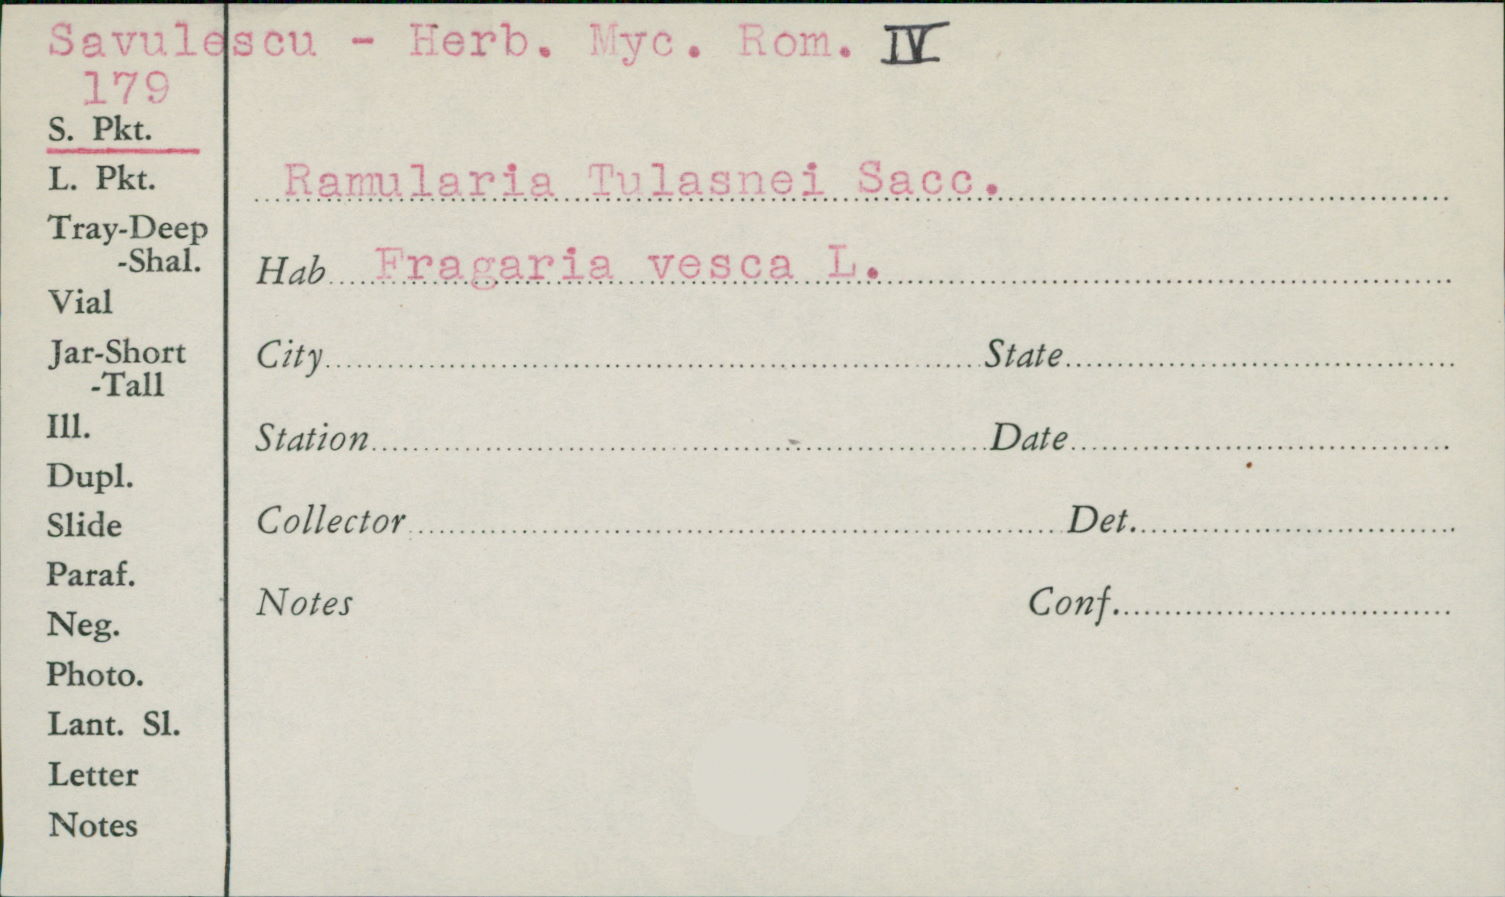 Savulescu - Herb. Myc. Rom. IV
179
S. Pkt.
L. Pkt.
Ramularia Tulasnei Sacc.
Tray-Deep
-Shal.
Hab Fragaria vesca L.
Vial
Jar-Short
-Tall
City State
Ill.
Station Date
Dupl.
Slide
Collector Det.
Paraf.
Neg.
Notes Conf.
Photo.
Lant. Sl.
Letter
Notes